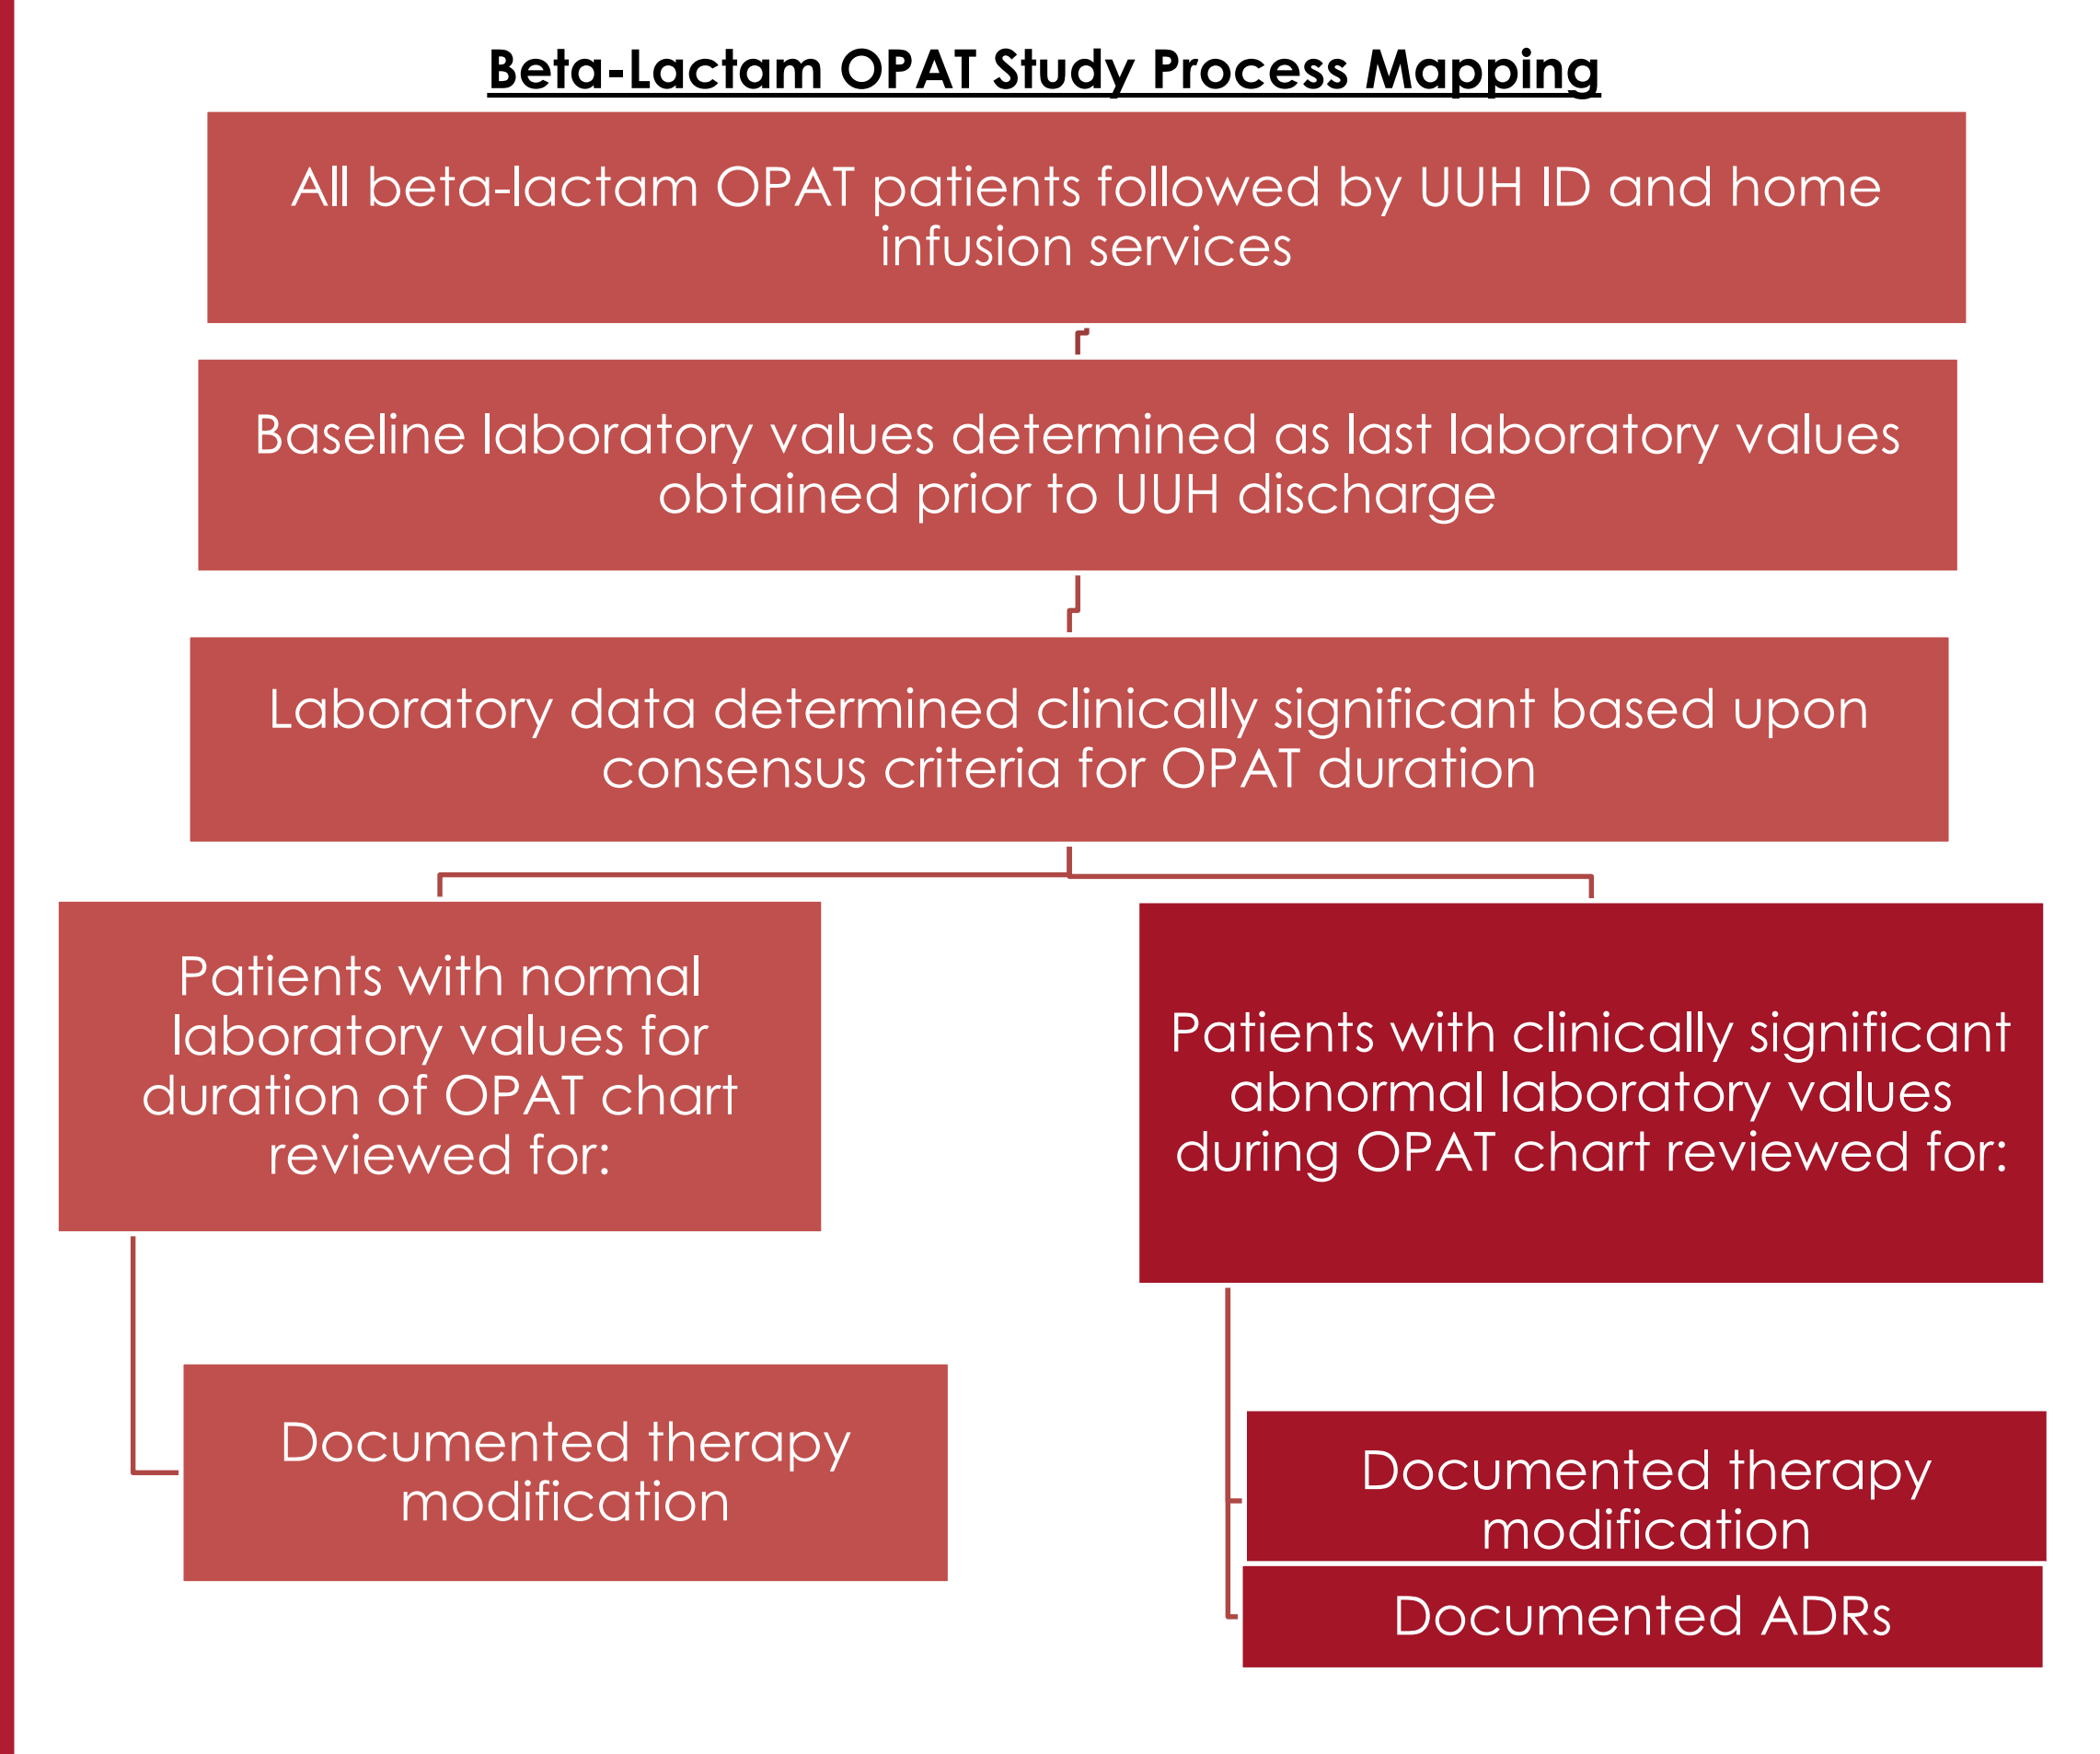 Beta-Lactam OPAT Study Process Mapping
All beta-lactam OPAT patients followed by UUH ID and home
infusion services
Baseline laboratory values determined as last laboratory values
obtained prior to UUH discharge
Laboratory data determined clinically significant based upon
consensus criteria for OPAT duration
Patients with normal
laboratory values for
duration of OPAT chart
reviewed for:
Documented therapy
modification
Patients with clinically significant
abnormal laboratory values
during OPAT chart reviewed for:
Documented therapy
modification
Documented ADRs